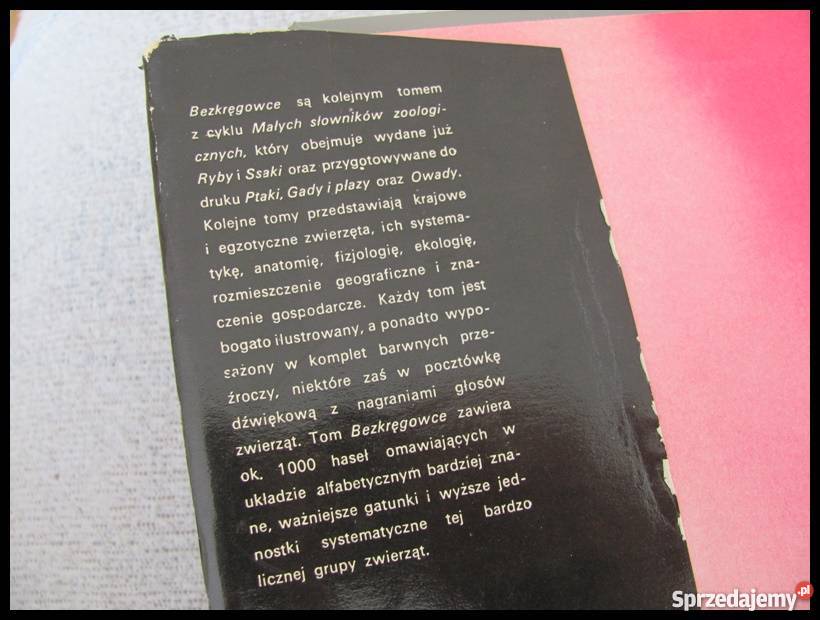 Bezkręgowce są kolejnym tomem
z cyklu Małych słowników zoologi-
cznych, który obejmuje wydane już
Ryby i Ssaki oraz przygotowywane do
druku Ptaki, Gady i płazy oraz Owady.
Kolejne tomy przedstawiają krajowe
i egzotyczne zwierzęta, ich systema-
tykę, anatomię, fizjologię, ekologię,
rozmieszczenie geograficzne i zna-
czenie gospodarcze. Każdy tom jest
bogato ilustrowany, a ponadto wypo-
sażony w komplet barwnych prze-
źroczy, niektóre zaś w pocztówkę
dźwiękową z nagraniami głosów
zwierząt. Tom Bezkręgowce zawiera
ok. 1000 haseł omawiających w
układzie alfabetycznym bardziej zna-
ne, ważniejsze gatunki i wyższe jed-
nostki systematyczne tej bardzo
licznej grupy zwierząt.
Sprzedajemy.pl